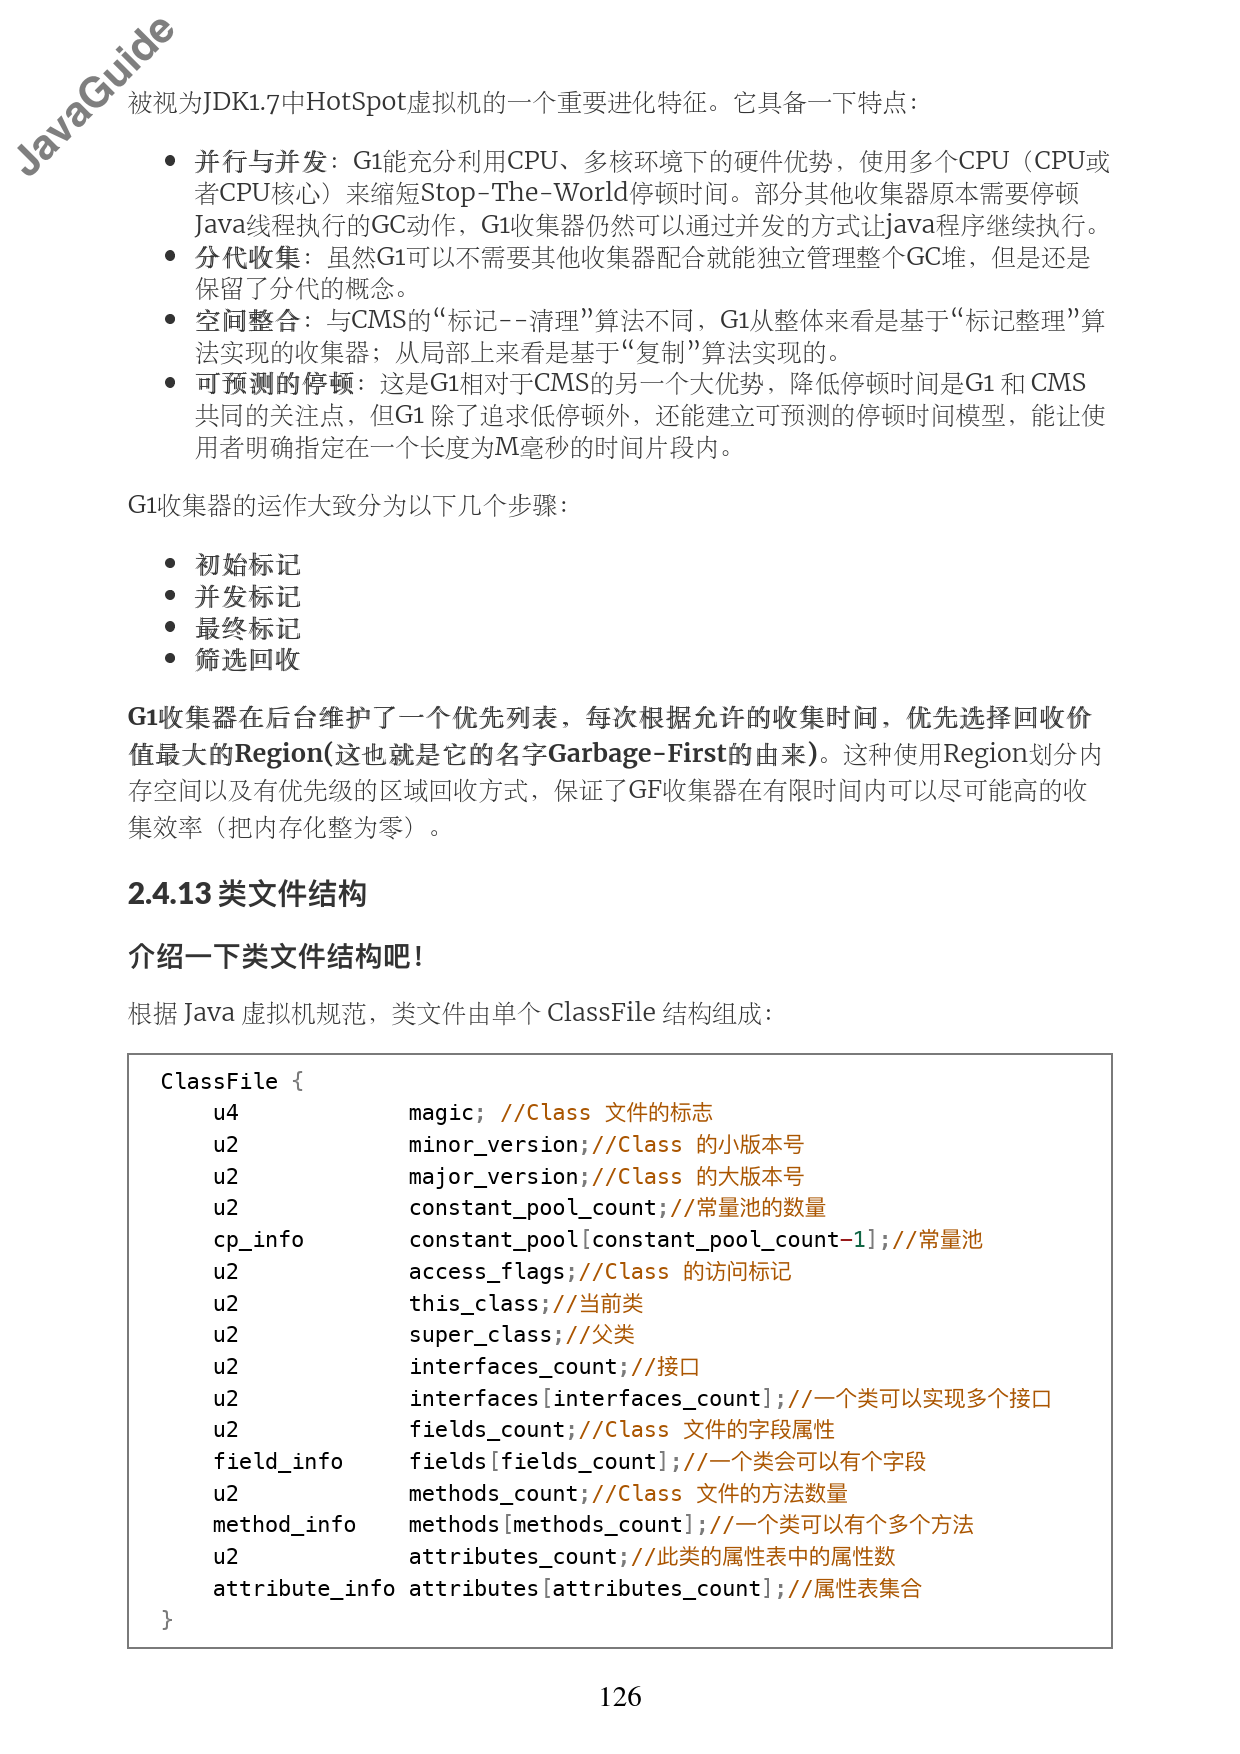 JavaGuide
被视为JDK1.7中HotSpot虚拟机的一个重要进化特征。它具备一下特点：
• 并行与并发：G1能充分利用CPU、多核环境下的硬件优势，使用多个CPU（CPU或
者CPU核心）来缩短Stop-The-World停顿时间。部分其他收集器原本需要停顿
Java线程执行的GC动作，G1收集器仍然可以通过并发的方式让java程序继续执行。
• 分代收集：虽然G1可以不需要其他收集器配合就能独立管理整个GC堆，但是还是
保留了分代的概念。
• 空间整合：与CMS的“标记--清理”算法不同，G1从整体来看是基于“标记整理”算
法实现的收集器；从局部上来看是基于“复制”算法实现的。
• 可预测的停顿：这是G1相对于CMS的另一个大优势，降低停顿时间是G1 和 CMS
共同的关注点，但G1 除了追求低停顿外，还能建立可预测的停顿时间模型，能让使
用者明确指定在一个长度为M毫秒的时间片段内。
G1收集器的运作大致分为以下几个步骤：
• 初始标记
• 并发标记
• 最终标记
• 筛选回收
G1收集器在后台维护了一个优先列表，每次根据允许的收集时间，优先选择回收价
值最大的Region(这也就是它的名字Garbage-First的由来)。这种使用Region划分内
存空间以及有优先级的区域回收方式，保证了GF收集器在有限时间内可以尽可能高的收
集效率（把内存化整为零）。
2.4.13 类文件结构
介绍一下类文件结构吧！
根据 Java 虚拟机规范，类文件由单个 ClassFile 结构组成：
ClassFile {
    u4             magic; //Class 文件的标志
    u2             minor_version;//Class 的小版本号
    u2             major_version;//Class 的大版本号
    u2             constant_pool_count;//常量池的数量
    cp_info        constant_pool[constant_pool_count-1];//常量池
    u2             access_flags;//Class 的访问标记
    u2             this_class;//当前类
    u2             super_class;//父类
    u2             interfaces_count;//接口
    u2             interfaces[interfaces_count];//一个类可以实现多个接口
    u2             fields_count;//Class 文件的字段属性
    field_info     fields[fields_count];//一个类会可以有个字段
    u2             methods_count;//Class 文件的方法数量
    method_info    methods[methods_count];//一个类可以有个多个方法
    u2             attributes_count;//此类的属性表中的属性数
    attribute_info attributes[attributes_count];//属性表集合
}
126